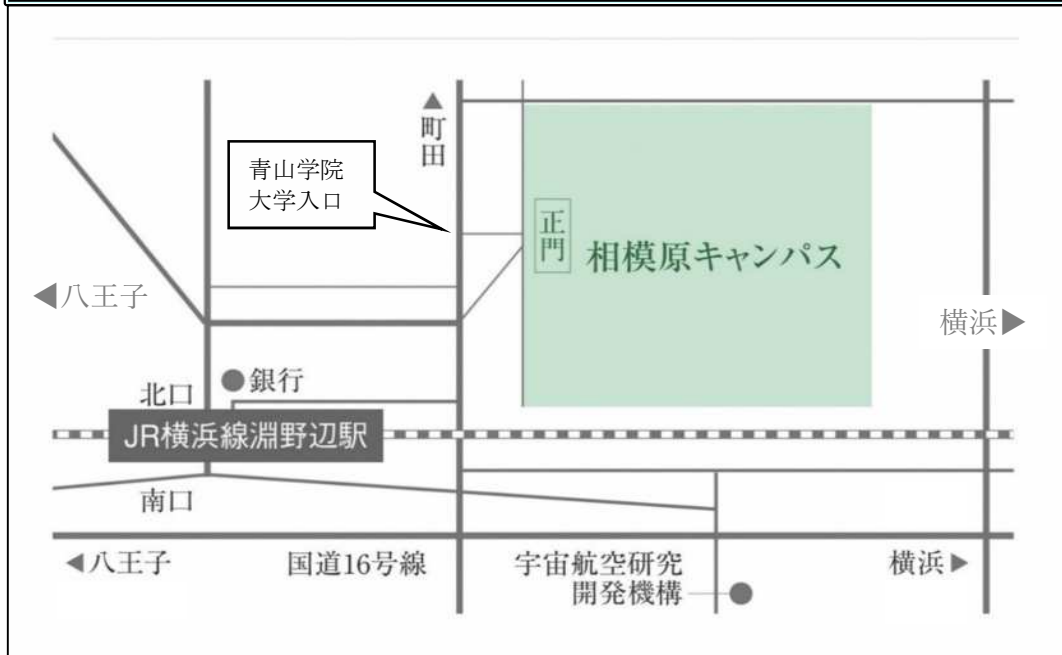 ▲町田
青山学院
大学入口
正門
相模原キャンパス
◀八王子
横浜▶
北口
銀行
JR横浜線淵野辺駅
南口
◀八王子
国道16号線
宇宙航空研究
開発機構
横浜▶